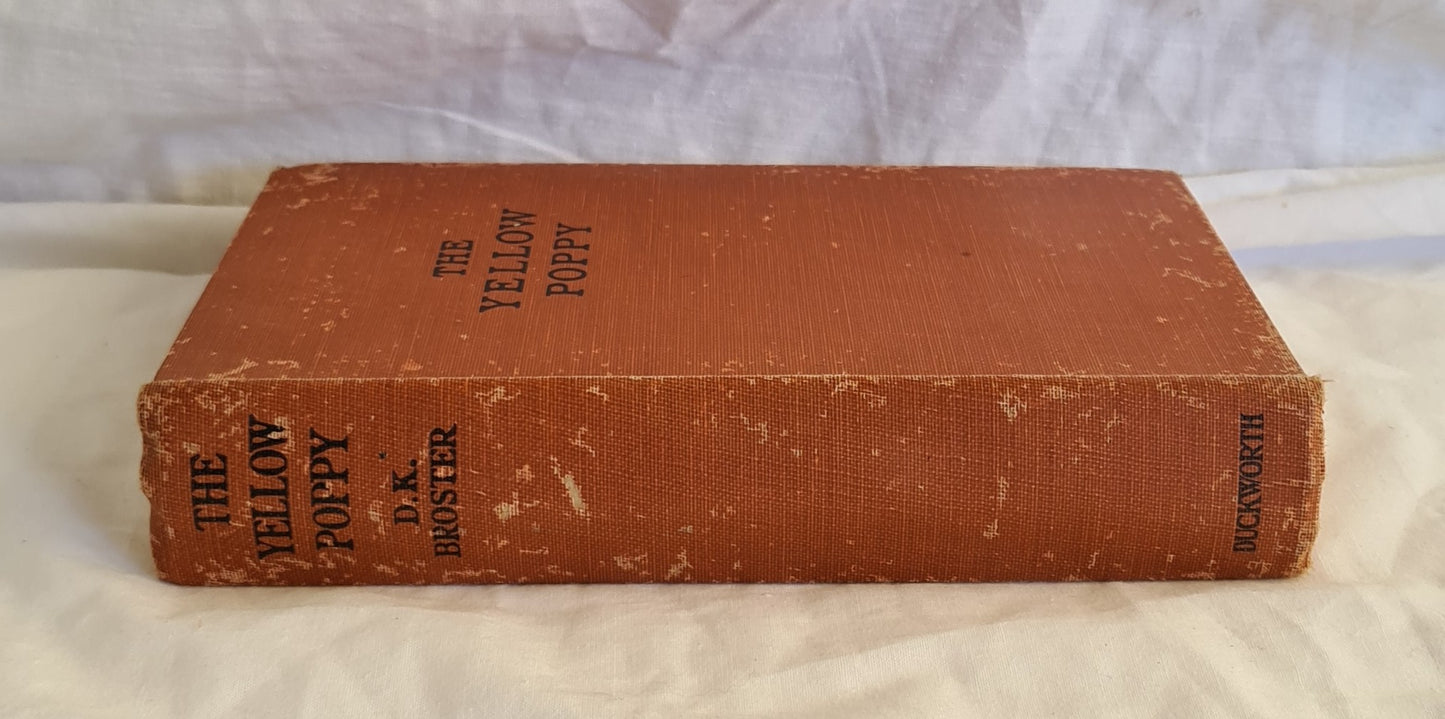 THE
YELLOW
POPPY
THE
YELLOW
POPPY
D.K.
BROSTER
DUCKWORTH